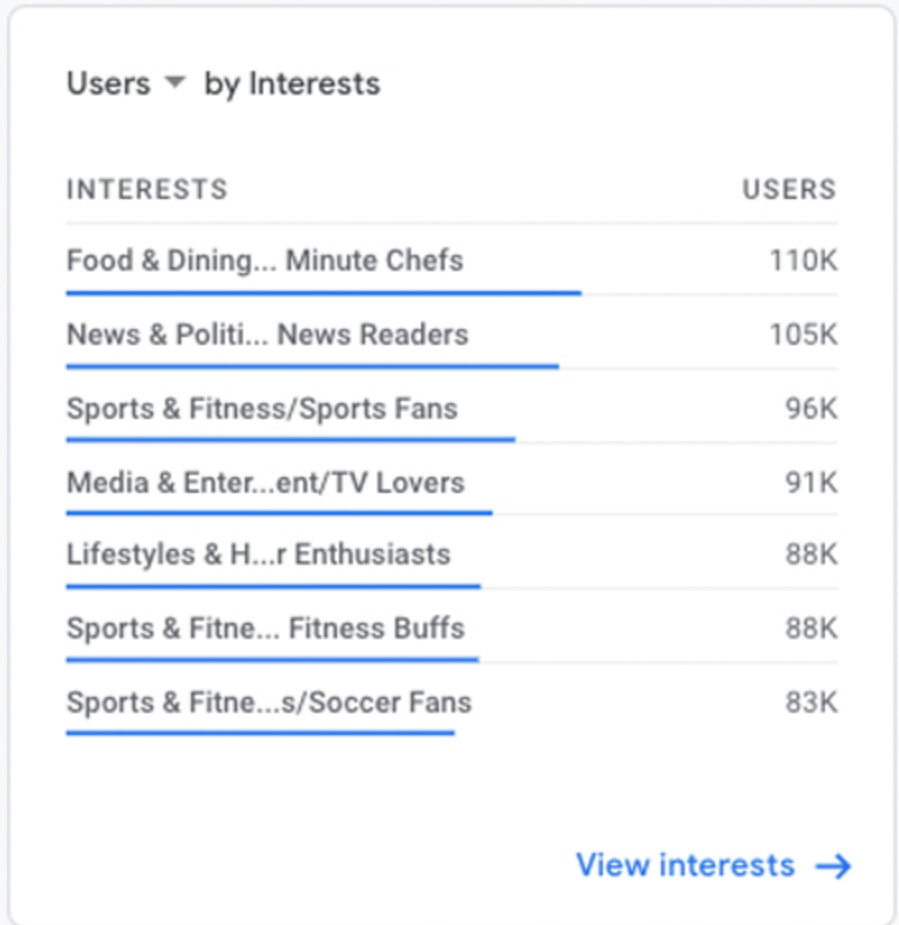 Users by Interests
INTERESTS USERS
Food & Dining... Minute Chefs 110K
News & Politi... News Readers 105K
Sports & Fitness/Sports Fans 96K
Media & Enter...ent/TV Lovers 91K
Lifestyles & H...r Enthusiasts 88K
Sports & Fitne... Fitness Buffs 88K
Sports & Fitne...s/Soccer Fans 83K
View interests